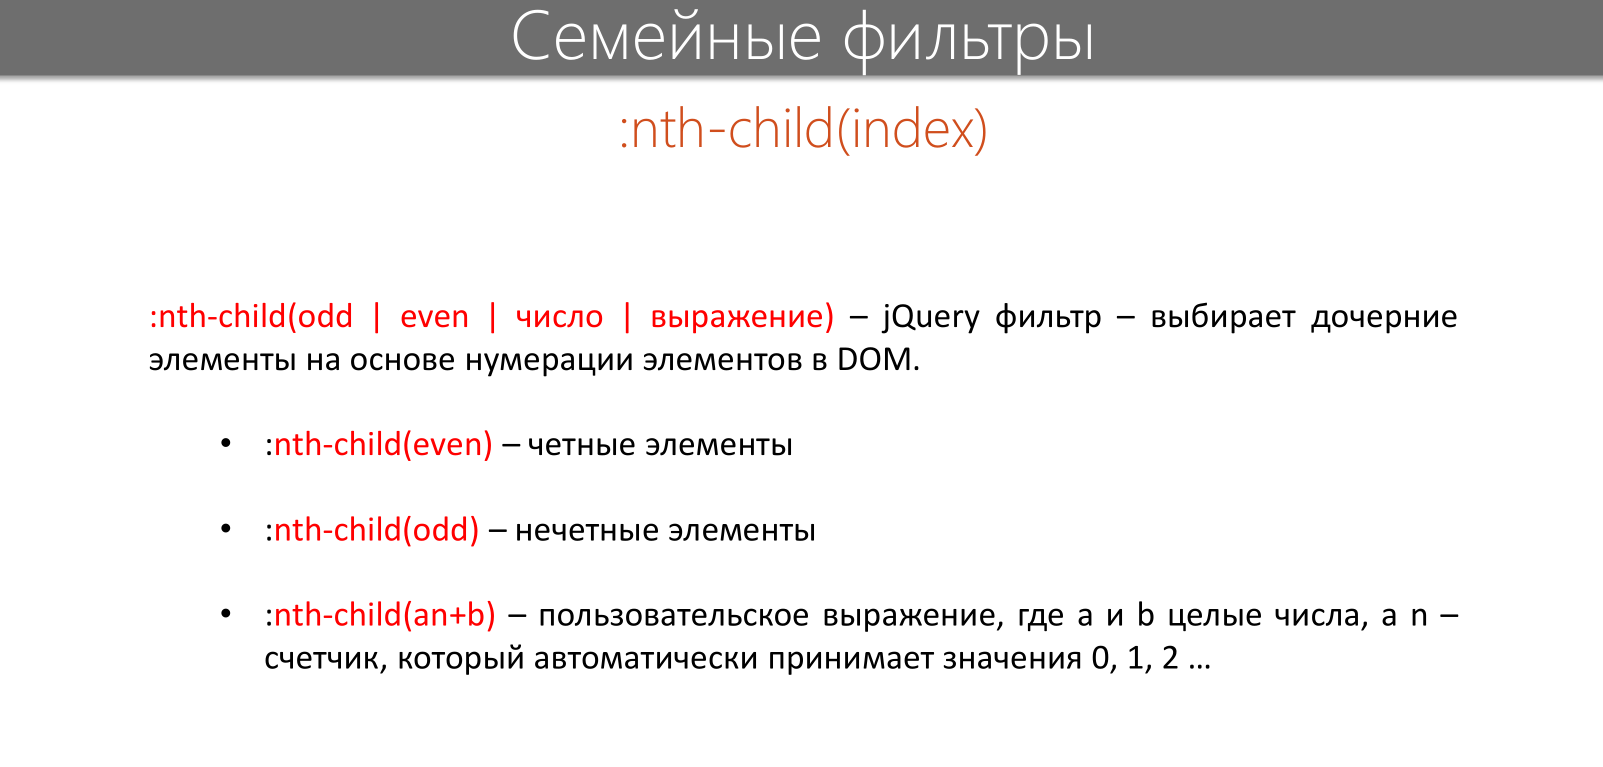 Семейные фильтры
:nth-child(index)
:nth-child(odd | even | число | выражение) – jQuery фильтр – выбирает дочерние
элементы на основе нумерации элементов в DOM.
• :nth-child(even) – четные элементы
• :nth-child(odd) – нечетные элементы
• :nth-child(an+b) – пользовательское выражение, где a и b целые числа, а n –
счетчик, который автоматически принимает значения 0, 1, 2 …